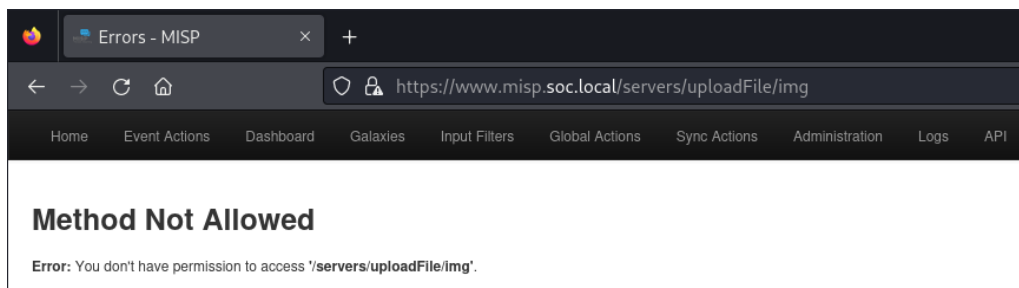 Errors - MISP
https://www.misp.soc.local/servers/uploadFile/img
Home Event Actions Dashboard Galaxies Input Filters Global Actions Sync Actions Administration Logs API
Method Not Allowed
Error: You don't have permission to access '/servers/uploadFile/img'.